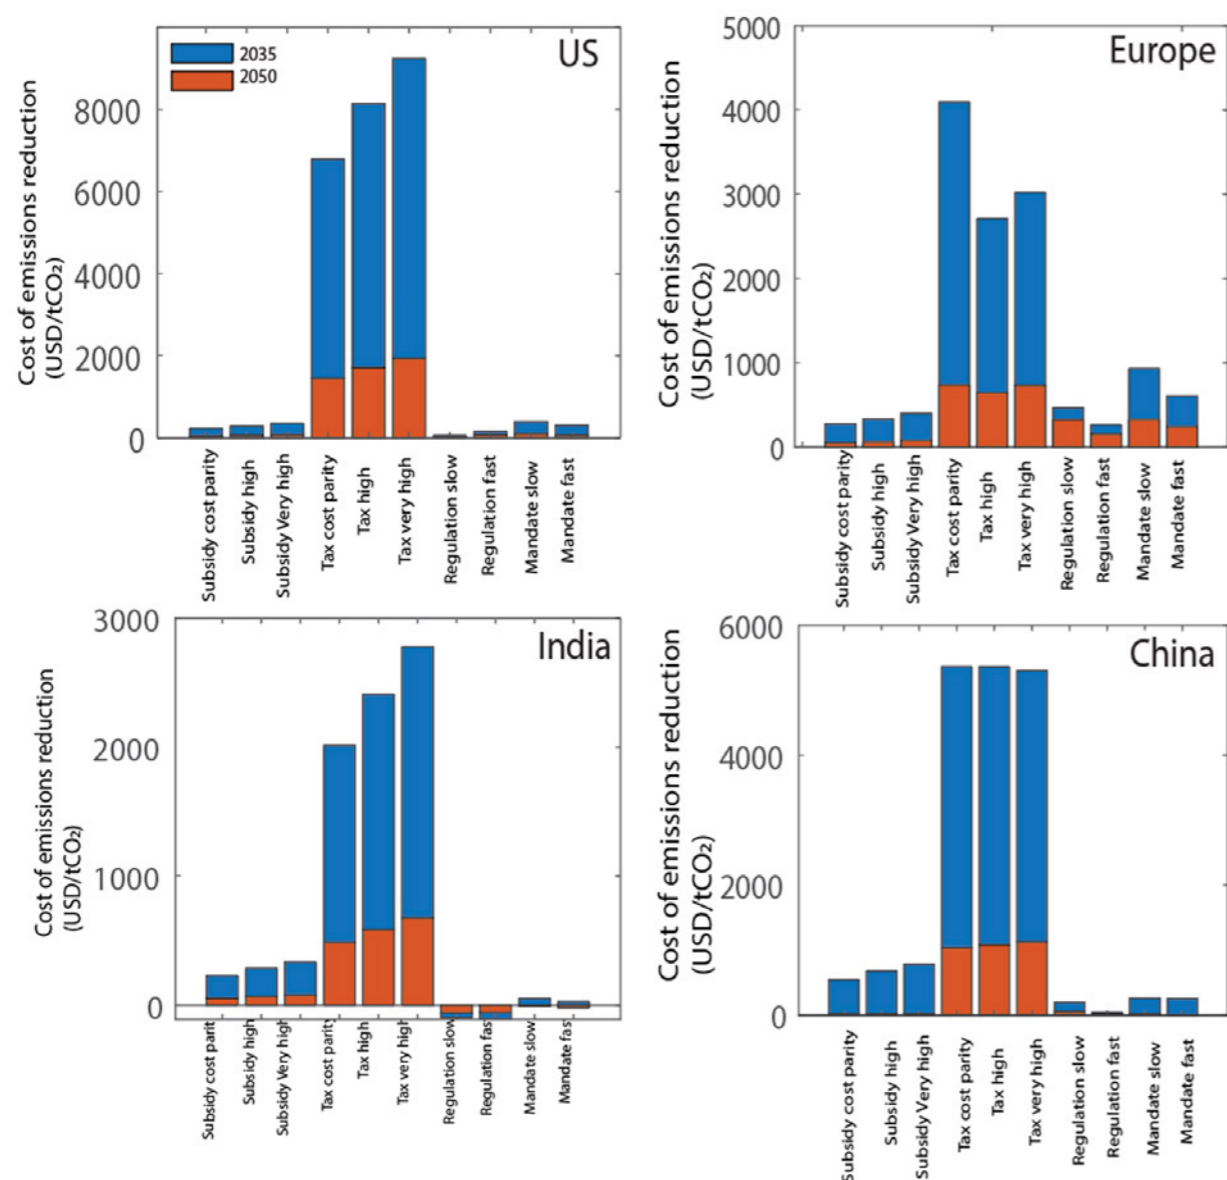 US
2035
2050
8000
6000
4000
2000
0
Cost of emissions reduction
(USD/tCO₂)
Subsidy cost parity
Subsidy high
Subsidy Very high
Tax cost parity
Tax high
Tax very high
Regulation slow
Regulation fast
Mandate slow
Mandate fast
Europe
5000
4000
3000
2000
1000
0
Cost of emissions reduction
(USD/tCO₂)
Subsidy cost parity
Subsidy high
Subsidy Very high
Tax cost parity
Tax high
Tax very high
Regulation slow
Regulation fast
Mandate slow
Mandate fast
India
3000
2000
1000
0
Cost of emissions reduction
(USD/tCO₂)
Subsidy cost parit
Subsidy high
Subsidy Very high
Tax cost parity
Tax high
Tax very high
Regulation slow
Regulation fas
Mandate slow
Mandate fas
China
6000
4000
2000
0
Cost of emissions reduction
(USD/tCO₂)
Subsidy cost parity
Subsidy high
Subsidy Very high
Tax cost parity
Tax high
Tax very high
Regulation slow
Regulation fast
Mandate slow
Mandate fast